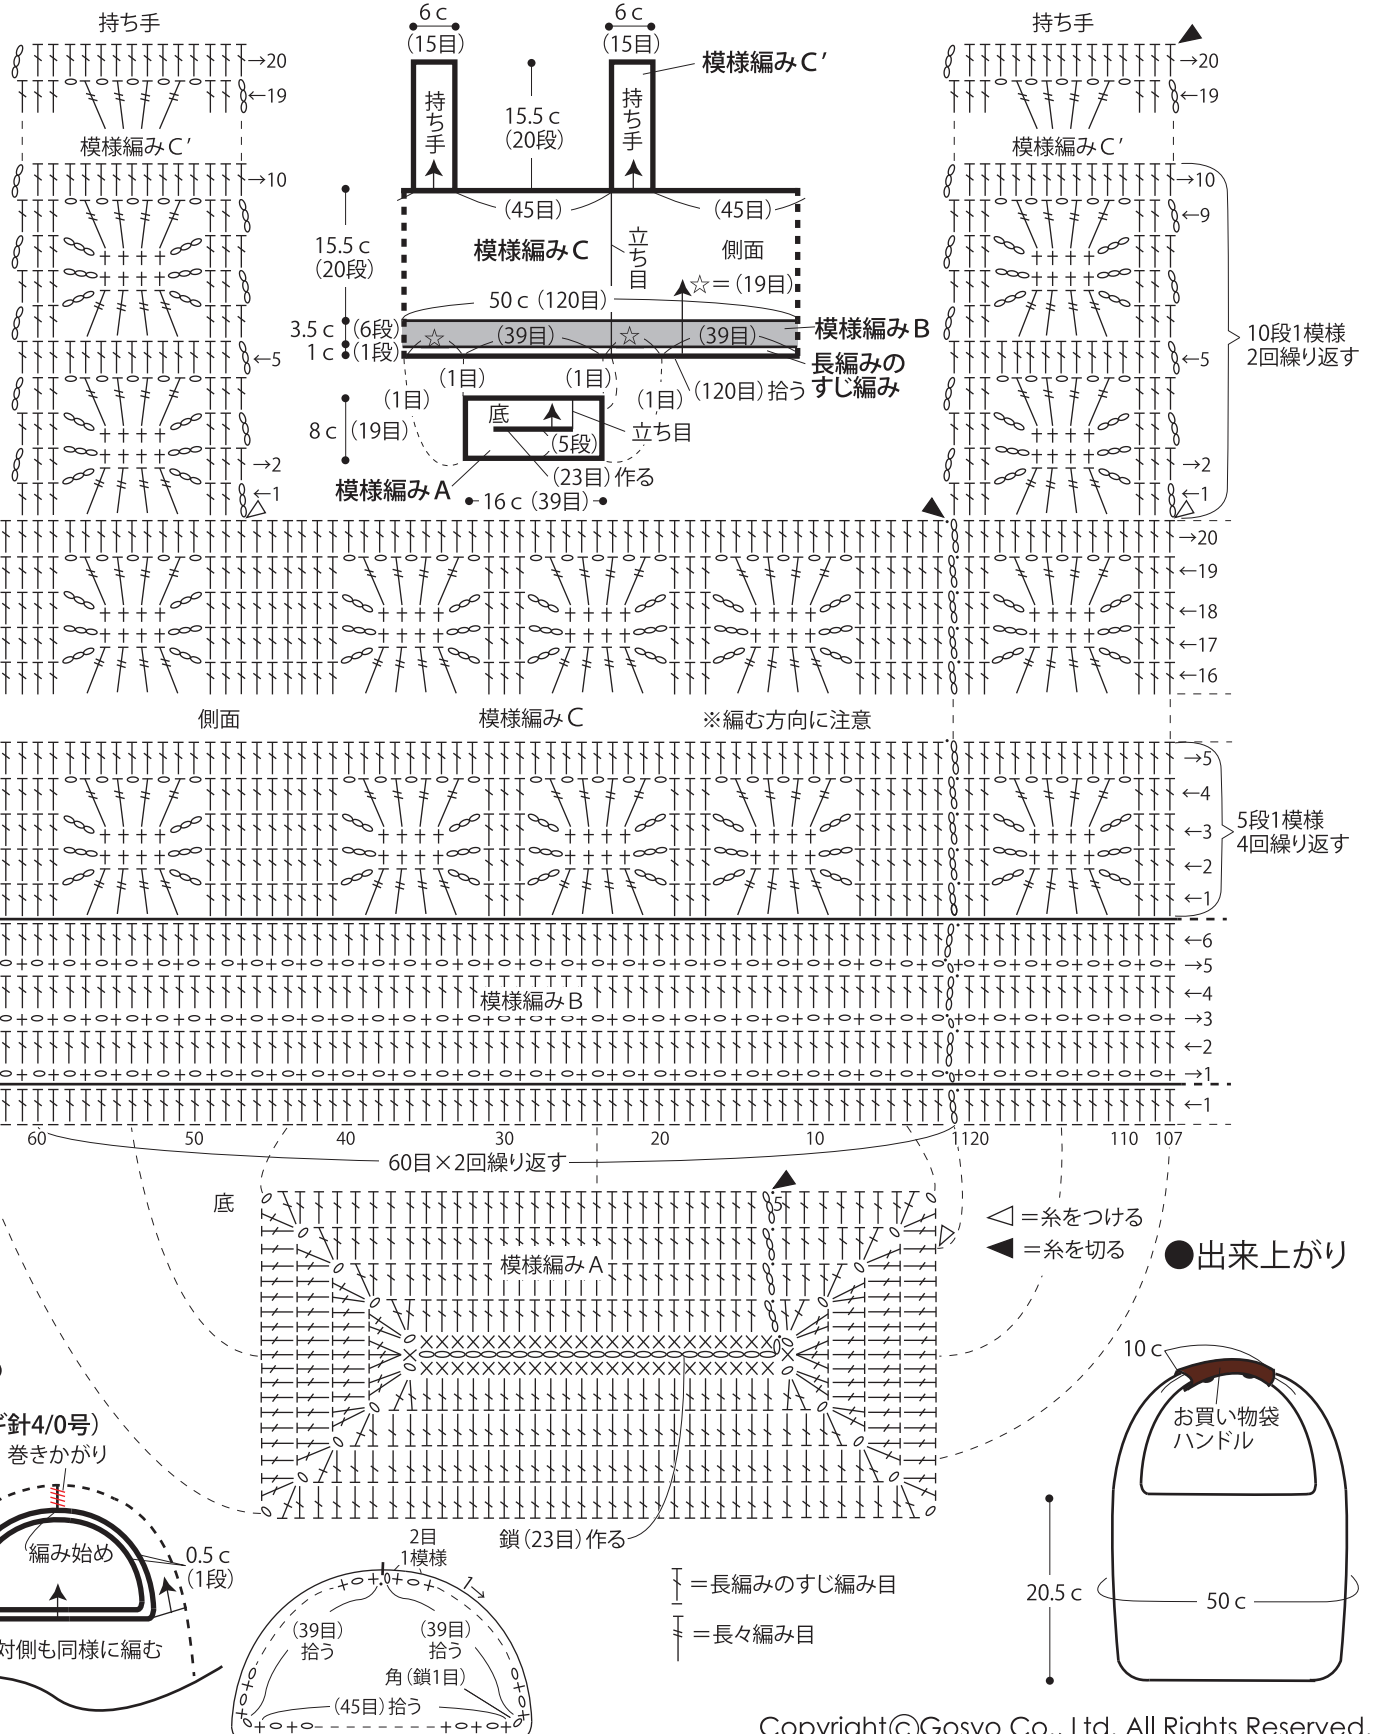 持ち手
→20
←19
模様編みC′
→10
←5
→2
←1
6c
(15目)
6c
(15目)
模様編みC′
持ち手
持ち手
15.5c
(20段)
(45目)
(45目)
15.5c
(20段)
模様編みC
立ち目
側面
☆=(19目)
50c(120目)
3.5c(6段)
☆
(39目)
☆
(39目)
模様編みB
1c(1段)
長編みの
すじ編み
(1目)
(1目)
(1目)
(1目)
(120目)拾う
8c(19目)
底
(5段)
立ち目
(23目)作る
模様編みA
16c(39目)
持ち手
→20
←19
模様編みC′
→10
←9
←5
→2
←1
10段1模様
2回繰り返す
→20
←19
←18
←17
←16
側面
模様編みC
※編む方向に注意
→5
←4
←3
←2
←1
5段1模様
4回繰り返す
←6
→5
←4
→3
←2
→1
模様編みB
←1
60
50
40
30
20
10
1120
110
107
60目×2回繰り返す
底
5
模様編みA
=糸をつける
=糸を切る
●出来上がり
鎖(23目)作る
10c
お買い物袋
ハンドル
20.5c
50c
針4/0号)
巻きかがり
編み始め
0.5c
(1段)
対側も同様に編む
2目
1模様
1→
(39目)
拾う
(39目)
拾う
角(鎖1目)
(45目)拾う
=長編みのすじ編み目
=長々編み目
Copyright©Gosyo Co., Ltd. All Rights Reserved.